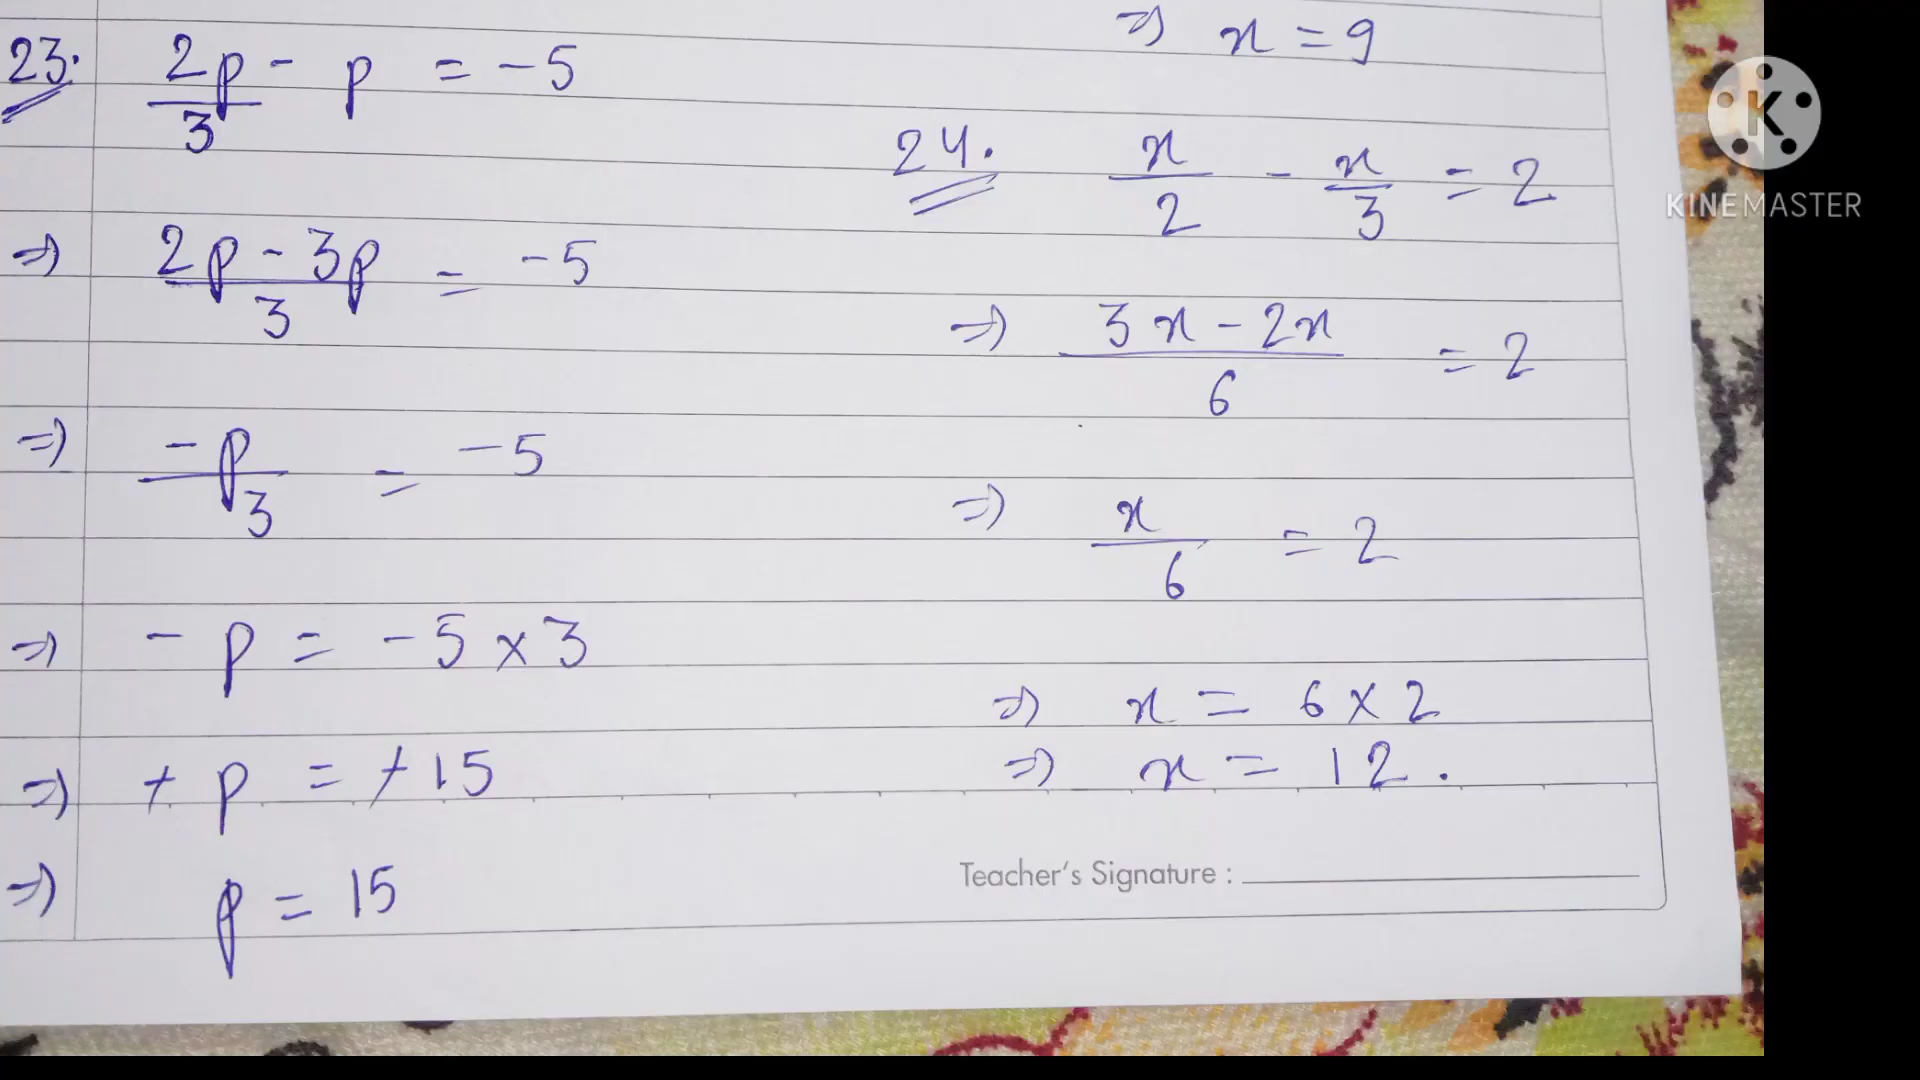 23. 2p/3 - p = -5
=> (2p - 3p)/3 = -5
=> -p/3 = -5
=> - p = - 5 × 3
=> + p = + 15
=> p = 15
=> x = 9
24. x/2 - x/3 = 2
=> (3x - 2x)/6 = 2
=> x/6 = 2
=> x = 6 × 2
=> x = 12.
Teacher's Signature :
K
KINEMASTER